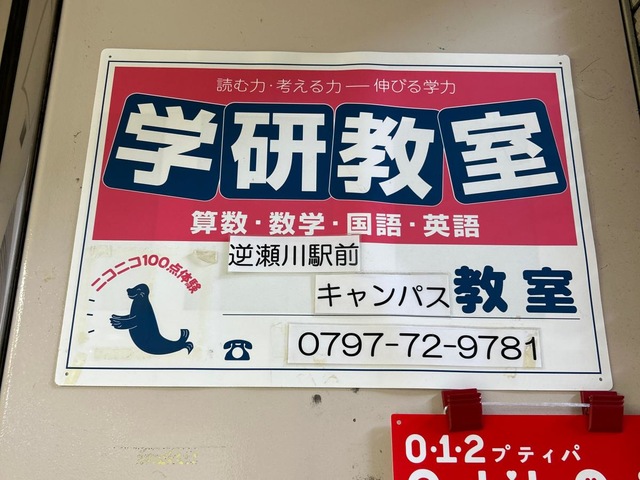 読む力・考える力──伸びる学力
学研教室
算数・数学・国語・英語
逆瀬川駅前
ニコニコ100点体験
キャンパス教室
0797-72-9781
0・1・2プティパ